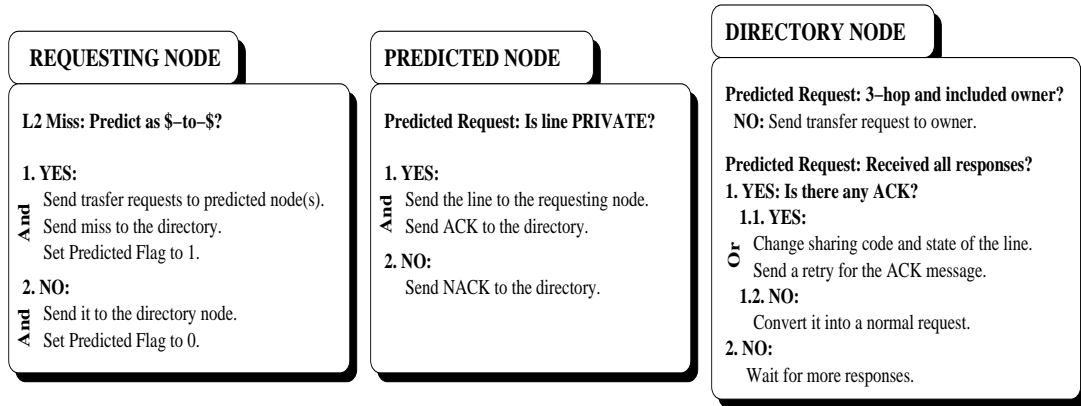 REQUESTING NODE
L2 Miss: Predict as $−to−$?
1. YES:
And
Send trasfer requests to predicted node(s).
Send miss to the directory.
Set Predicted Flag to 1.
2. NO:
And
Send it to the directory node.
Set Predicted Flag to 0.
PREDICTED NODE
Predicted Request: Is line PRIVATE?
1. YES:
And
Send the line to the requesting node.
Send ACK to the directory.
2. NO:
Send NACK to the directory.
DIRECTORY NODE
Predicted Request: 3−hop and included owner?
NO: Send transfer request to owner.
Predicted Request: Received all responses?
1. YES: Is there any ACK?
1.1. YES:
Or
Change sharing code and state of the line.
Send a retry for the ACK message.
1.2. NO:
Convert it into a normal request.
2. NO:
Wait for more responses.